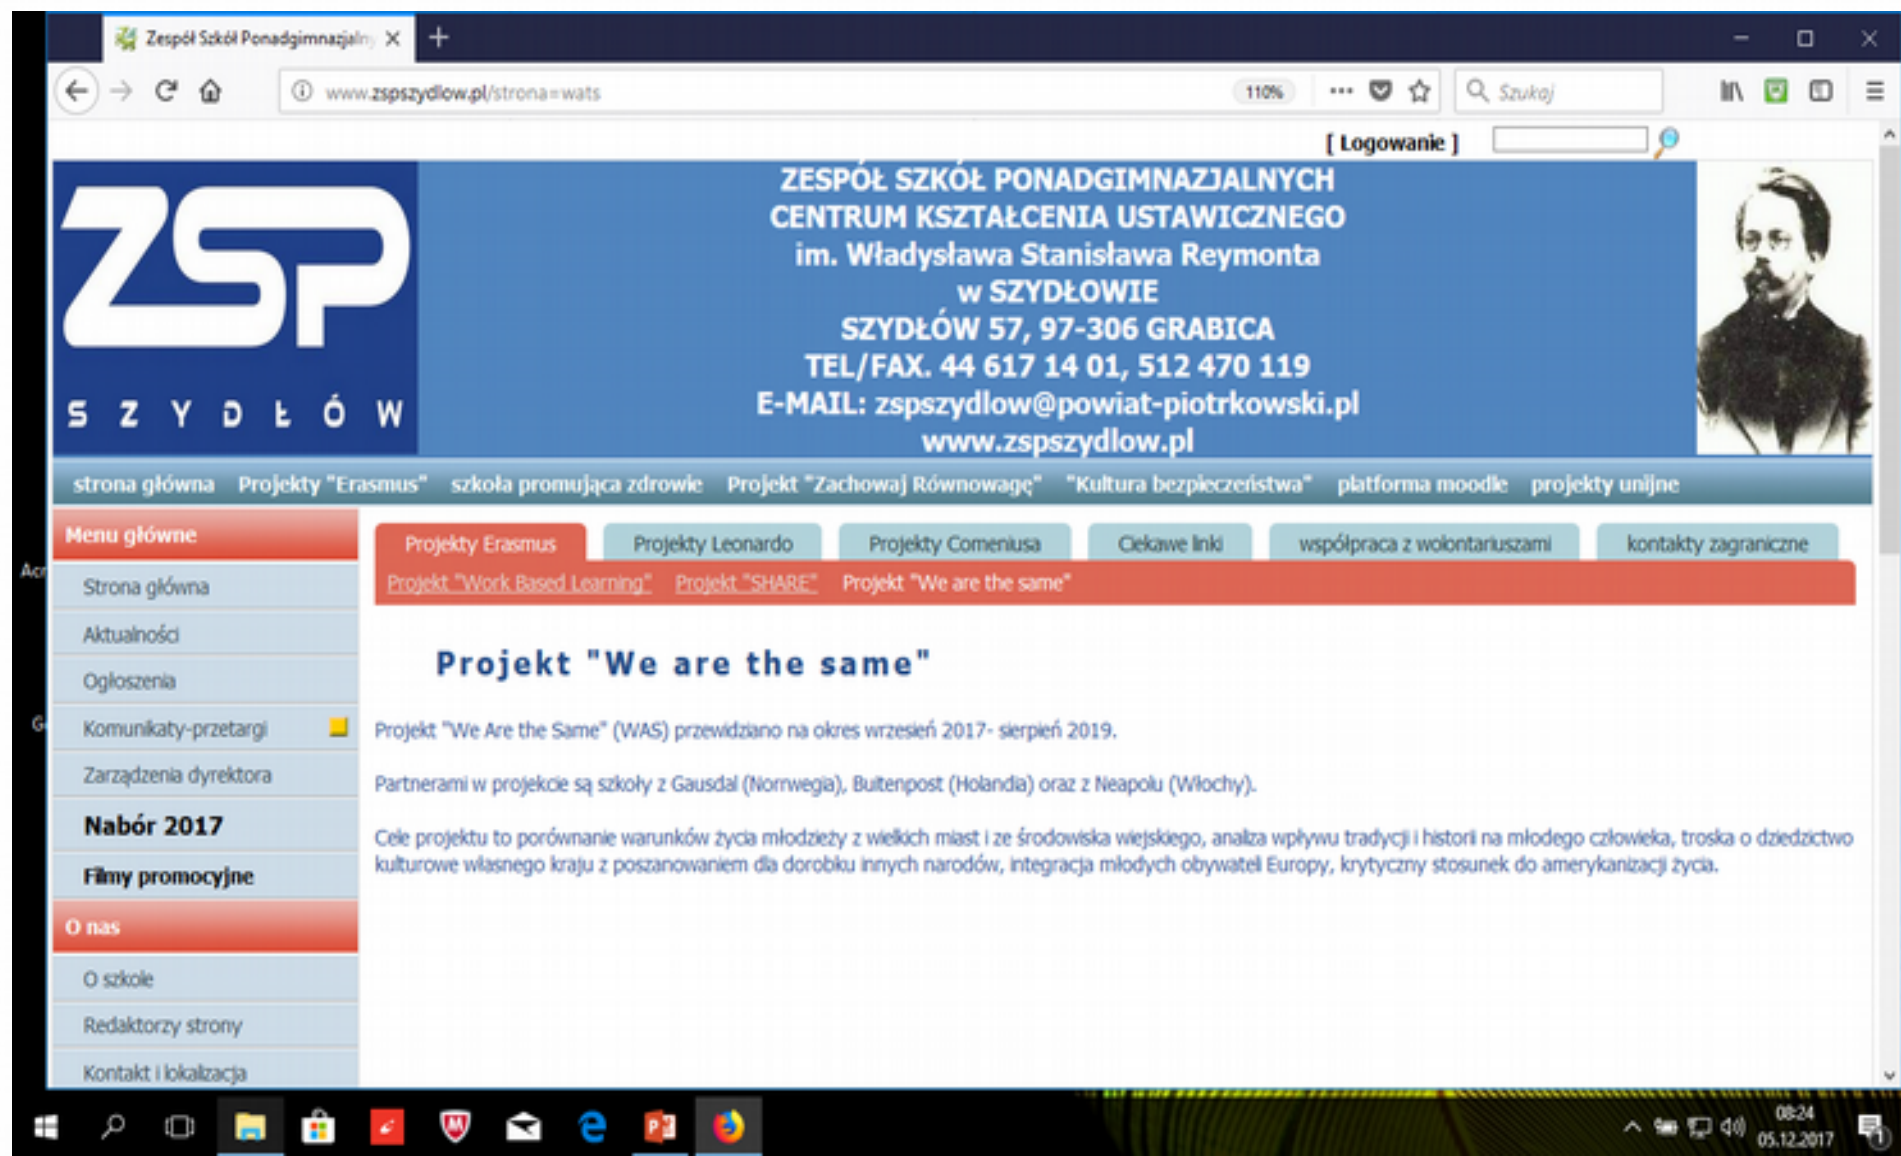 Zespół Szkół Ponadgimnazjaln
www.zspszydlow.pl/strona=wats
110%
Szukaj
[ Logowanie ]
ZSP
SZYDŁÓW
ZESPÓŁ SZKÓŁ PONADGIMNAZJALNYCH
CENTRUM KSZTAŁCENIA USTAWICZNEGO
im. Władysława Stanisława Reymonta
w SZYDŁOWIE
SZYDŁÓW 57, 97-306 GRABICA
TEL/FAX. 44 617 14 01, 512 470 119
E-MAIL: zspszydlow@powiat-piotrkowski.pl
www.zspszydlow.pl
strona główna Projekty "Erasmus" szkoła promująca zdrowie Projekt "Zachowaj Równowagę" "Kultura bezpieczeństwa" platforma moodle projekty unijne
Menu główne
Strona główna
Aktualności
Ogłoszenia
Komunikaty-przetargi
Zarządzenia dyrektora
Nabór 2017
Filmy promocyjne
O nas
O szkole
Redaktorzy strony
Kontakt i lokalizacja
Projekty Erasmus Projekty Leonardo Projekty Comeniusa Ciekawe linki współpraca z wolontariuszami kontakty zagraniczne
Projekt "Work Based Learning" Projekt "SHARE" Projekt "We are the same"
Projekt "We are the same"
Projekt "We Are the Same" (WAS) przewidziano na okres wrzesień 2017- sierpień 2019.
Partnerami w projekcie są szkoły z Gausdal (Norrwegia), Buitenpost (Holandia) oraz z Neapolu (Włochy).
Cele projektu to porównanie warunków życia młodzieży z wielkich miast i ze środowiska wiejskiego, analiza wpływu tradycji i historii na młodego człowieka, troska o dziedzictwo
kulturowe własnego kraju z poszanowaniem dla dorobku innych narodów, integracja młodych obywateli Europy, krytyczny stosunek do amerykanizacji życia.
08:24
05.12.2017